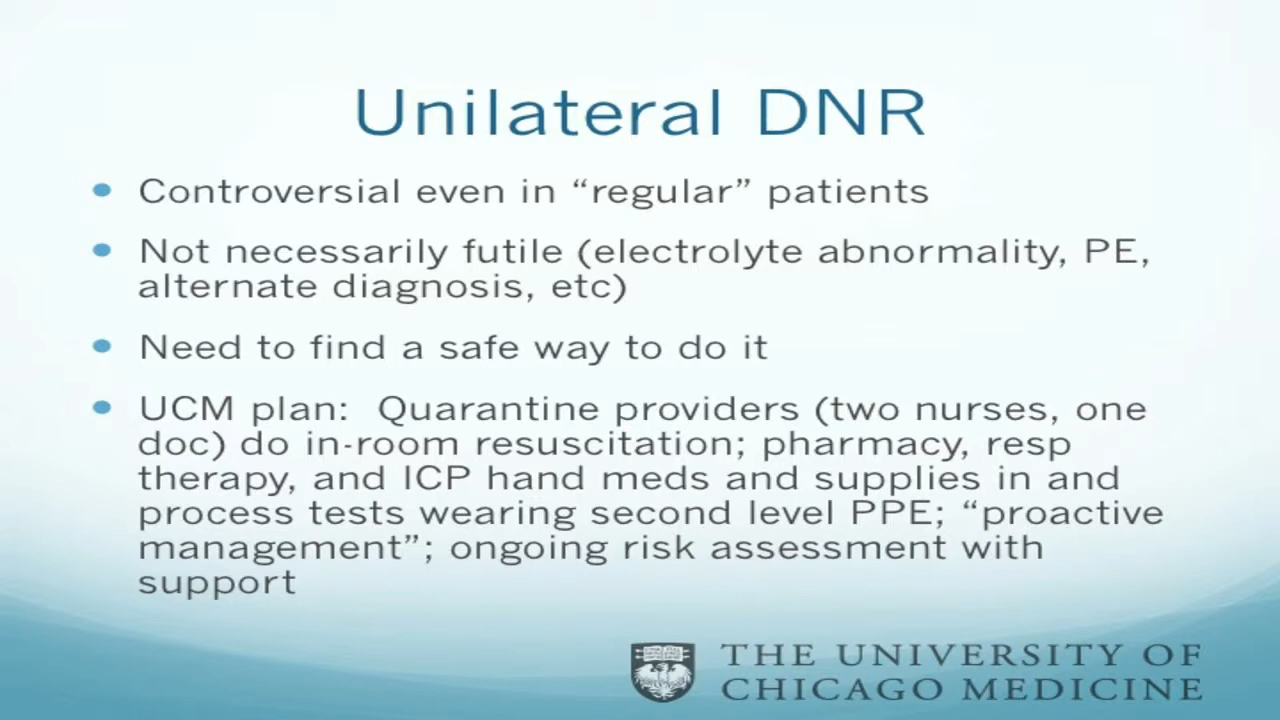 Unilateral DNR
Controversial even in “regular” patients
Not necessarily futile (electrolyte abnormality, PE,
alternate diagnosis, etc)
Need to find a safe way to do it
UCM plan:  Quarantine providers (two nurses, one
doc) do in-room resuscitation; pharmacy, resp
therapy, and ICP hand meds and supplies in and
process tests wearing second level PPE; “proactive
management”; ongoing risk assessment with
support
THE UNIVERSITY OF
CHICAGO MEDICINE